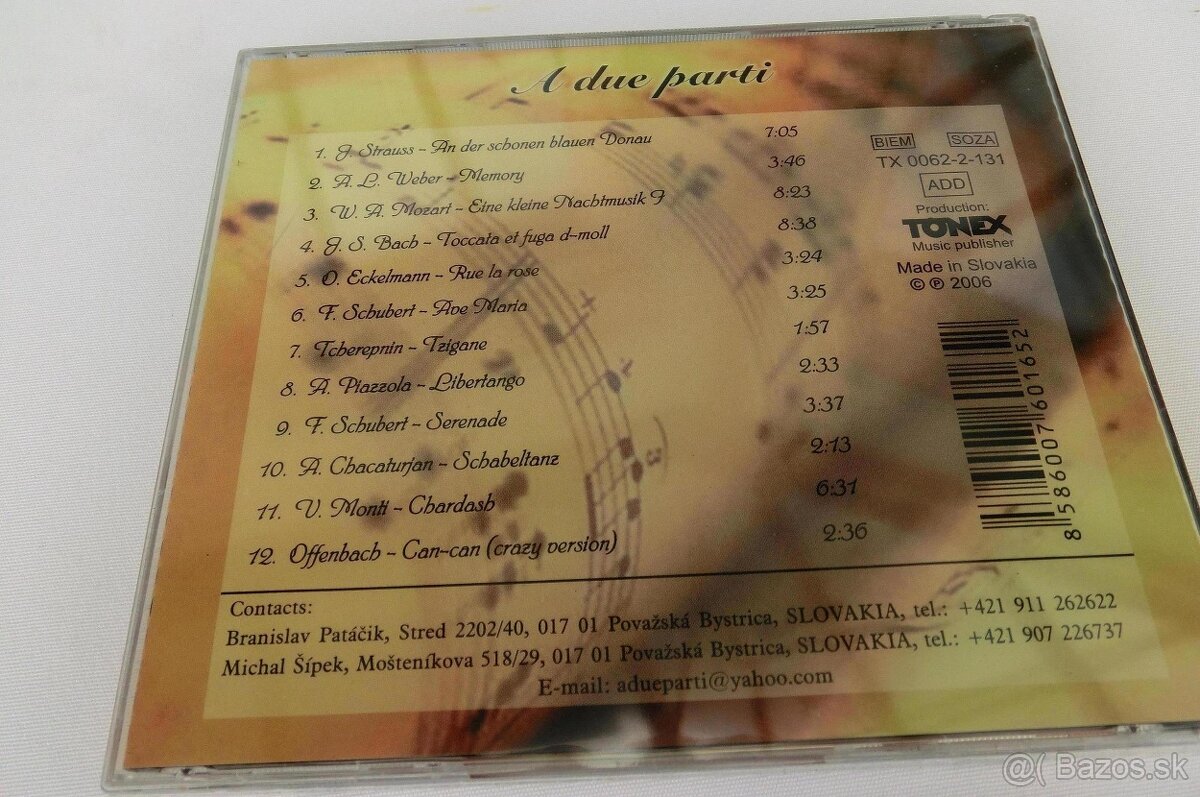 A due parti
1. J. Strauss - An der schonen blauen Donau 7:05
2. A. L. Weber - Memory 3:46
3. W. A. Mozart - Eine kleine Nachtmusik I 8:23
4. J. S. Bach - Toccata et fuga d-moll 8:38
5. O. Eckelmann - Rue la rose 3:24
6. F. Schubert - Ave Maria 3:25
7. Tcherepnin - Tzigane 1:57
8. A. Piazzola - Libertango 2:33
9. F. Schubert - Serenade 3:37
10. A. Chacaturjan - Schabeltanz 2:13
11. V. Monti - Chardash 6:31
12. Offenbach - Can-can (crazy version) 2:36
BIEM SOZA
TX 0062-2-131
ADD
Production:
TONEX
Music publisher
Made in Slovakia
© ℗ 2006
8 586007 601652
Contacts:
Branislav Patáčik, Stred 2202/40, 017 01 Považská Bystrica, SLOVAKIA, tel.: +421 911 262622
Michal Šípek, Mošteníkova 518/29, 017 01 Považská Bystrica, SLOVAKIA, tel.: +421 907 226737
E-mail: adueparti@yahoo.com
@( Bazos.sk